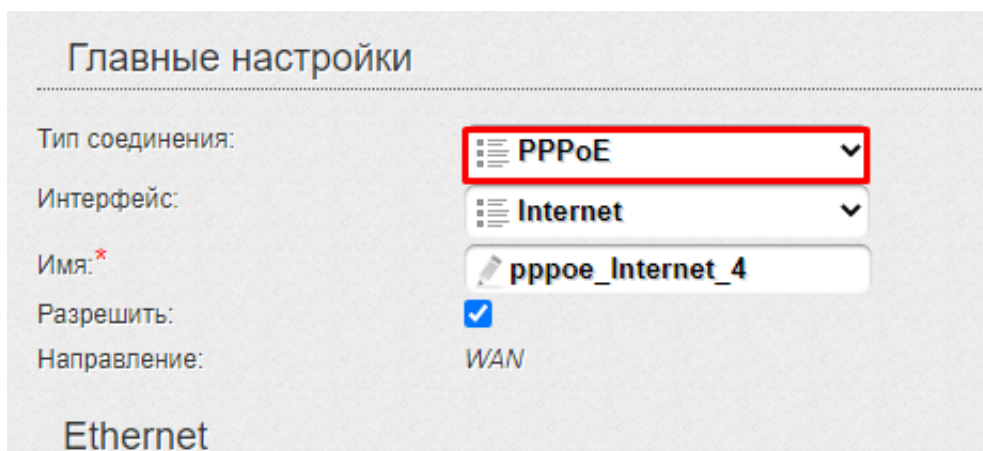 Главные настройки
Тип соединения: PPPoE
Интерфейс: Internet
Имя:* pppoe_Internet_4
Разрешить:
Направление: WAN
Ethernet